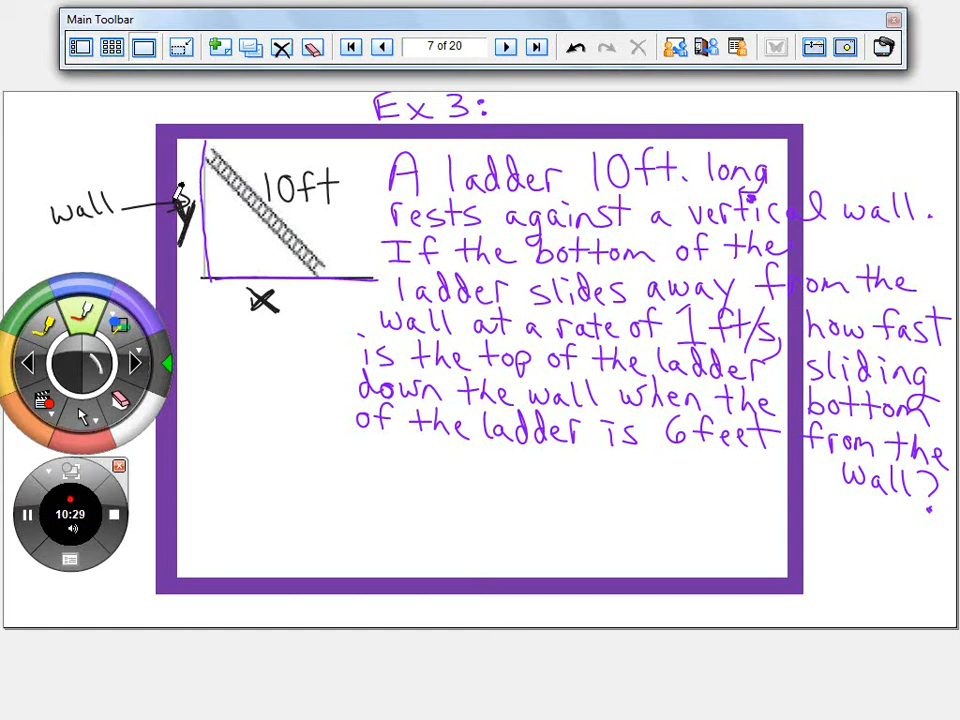 Main Toolbar
7 of 20
Ex 3:
10ft
wall
y
x
A ladder 10ft. long
rests against a vertical wall.
If the bottom of the
ladder slides away from the
wall at a rate of 1 ft/s, how fast
is the top of the ladder sliding
down the wall when the bottom
of the ladder is 6 feet from the
wall?
10:29